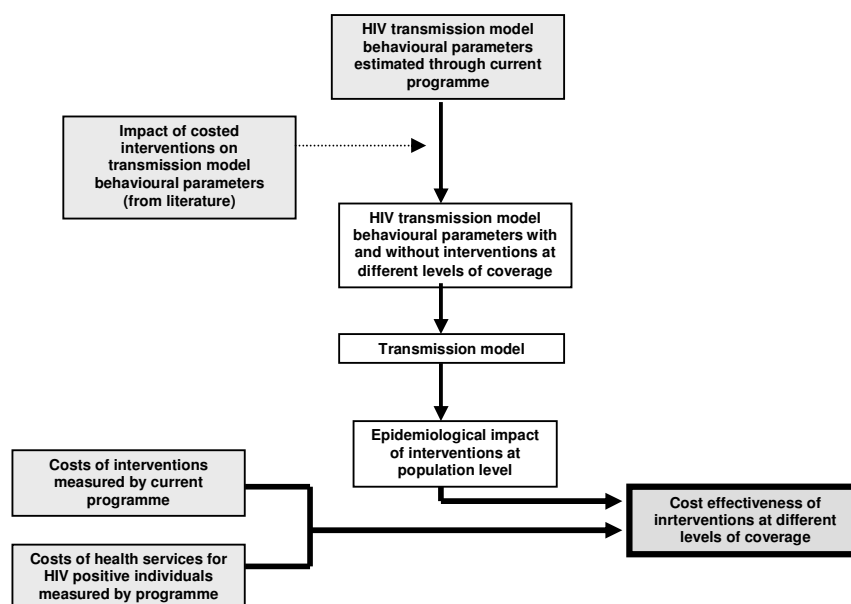 HIV transmission model
behavioural parameters
estimated through current
programme
Impact of costed
interventions on
transmission model
behavioural parameters
(from literature)
HIV transmission model
behavioural parameters with
and without interventions at
different levels of coverage
Transmission model
Epidemiological impact
of interventions at
population level
Costs of interventions
measured by current
programme
Cost effectiveness of
inrterventions at different
levels of coverage
Costs of health services for
HIV positive individuals
measured by programme